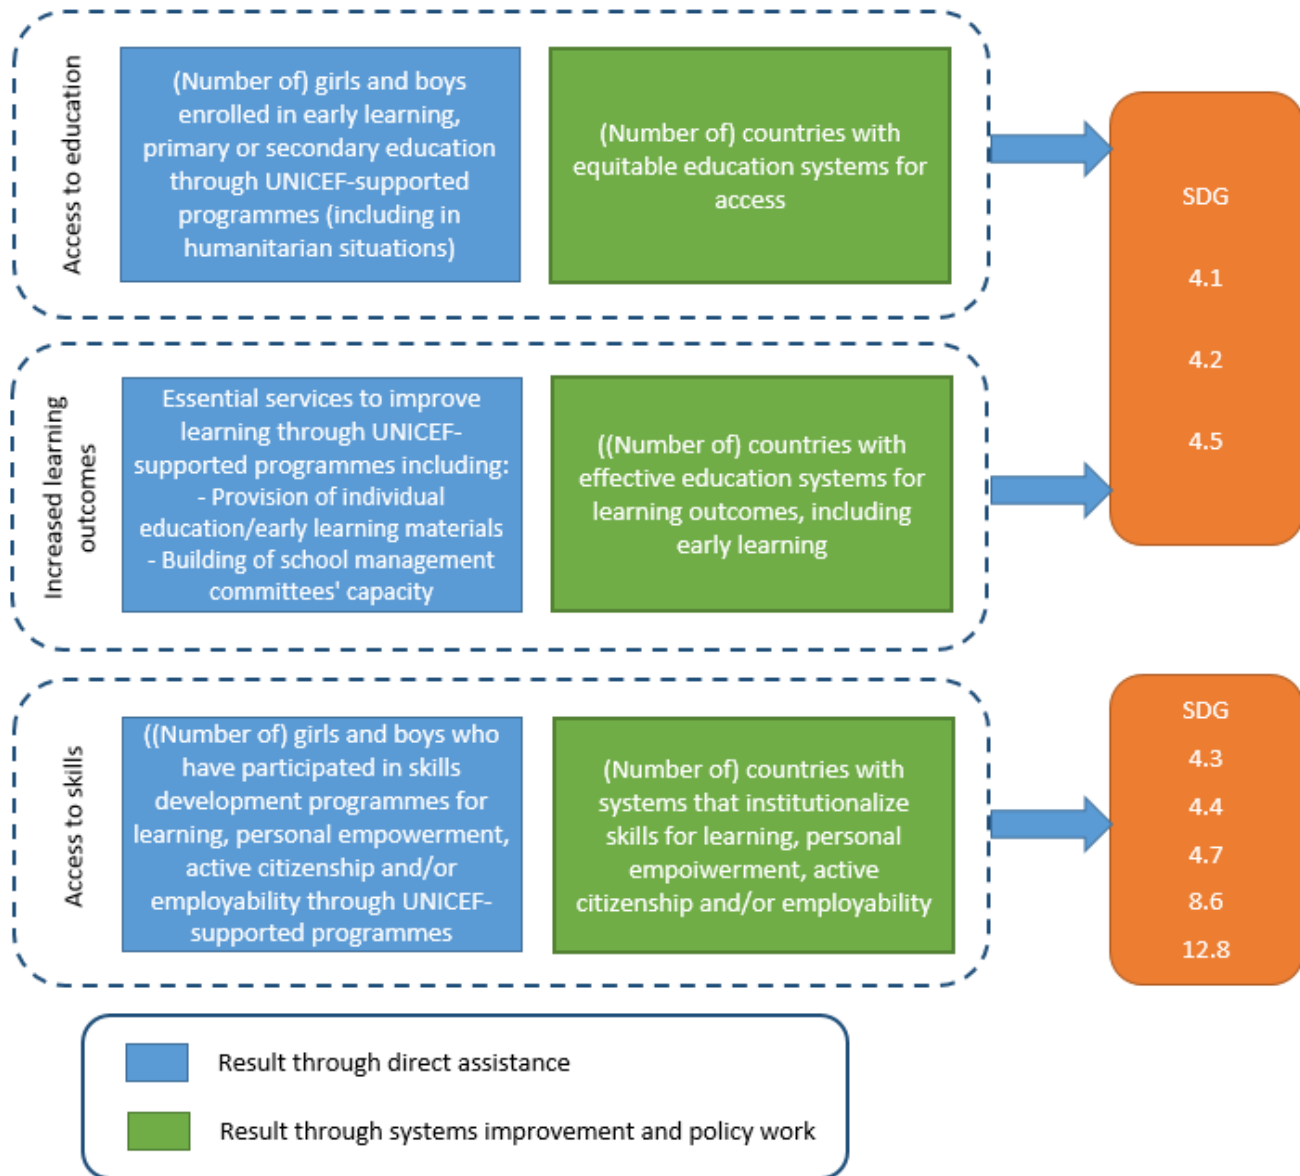 Access to education
(Number of) girls and boys
enrolled in early learning,
primary or secondary education
through UNICEF-supported
programmes (including in
humanitarian situations)
(Number of) countries with
equitable education systems for
access
SDG
4.1
4.2
4.5
Increased learning
outcomes
Essential services to improve
learning through UNICEF-
supported programmes including:
- Provision of individual
education/early learning materials
- Building of school management
committees' capacity
((Number of) countries with
effective education systems for
learning outcomes, including
early learning
Access to skills
((Number of) girls and boys who
have participated in skills
development programmes for
learning, personal empowerment,
active citizenship and/or
employability through UNICEF-
supported programmes
(Number of) countries with
systems that institutionalize
skills for learning, personal
empoiwerment, active
citizenship and/or employability
SDG
4.3
4.4
4.7
8.6
12.8
Result through direct assistance
Result through systems improvement and policy work